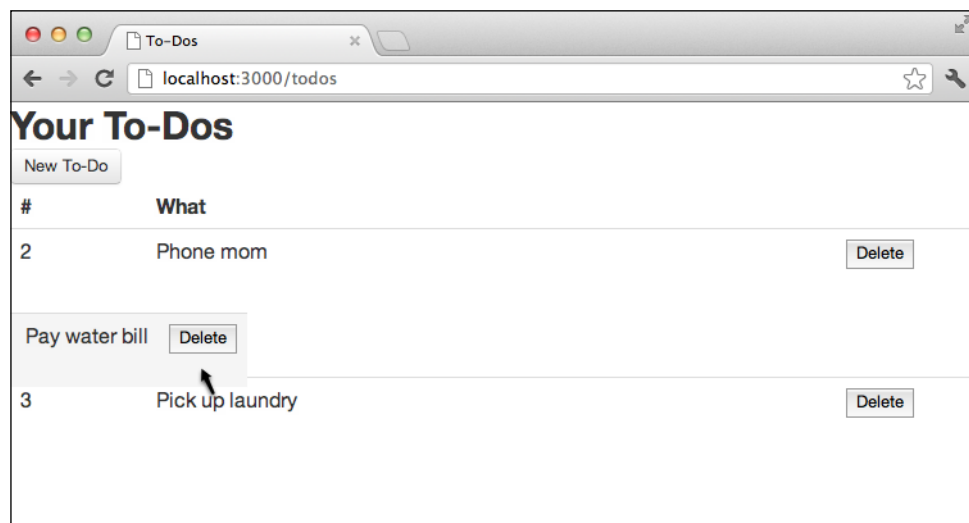 To-Dos
localhost:3000/todos
Your To-Dos
New To-Do
# What
2 Phone mom Delete
Pay water bill Delete
3 Pick up laundry Delete